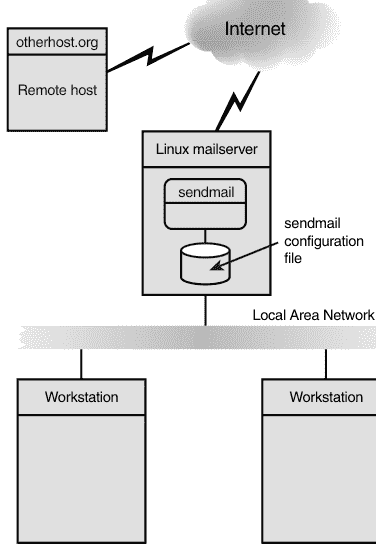 Internet
otherhost.org
Remote host
Linux mailserver
sendmail
sendmail
configuration
file
Local Area Network
Workstation
Workstation